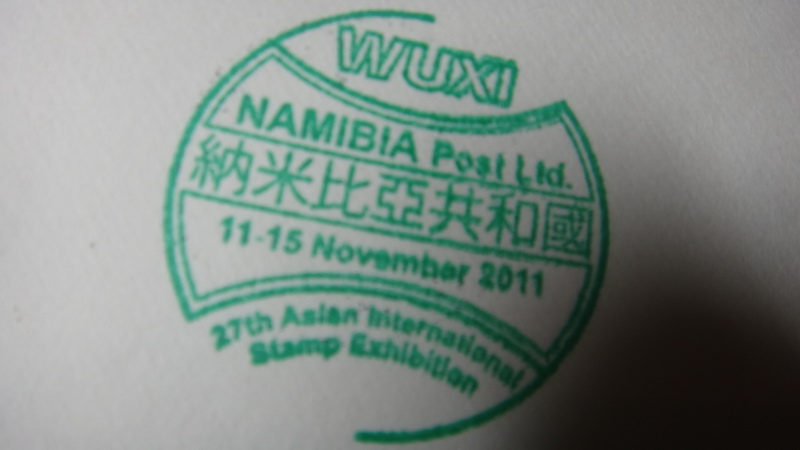 WUXI
NAMIBIA Post Ltd.
納米比亞共和國
11-15 November 2011
27th Asian International
Stamp Exhibition